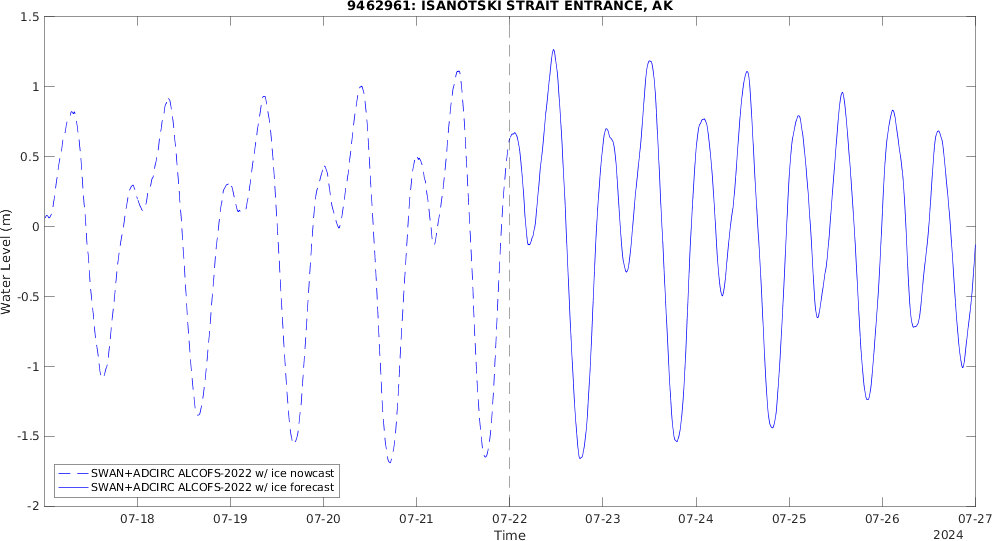 9462961: ISANOTSKI STRAIT ENTRANCE, AK
1.5
1
0.5
0
-0.5
-1
-1.5
-2
Water Level (m)
SWAN+ADCIRC ALCOFS-2022 w/ ice nowcast
SWAN+ADCIRC ALCOFS-2022 w/ ice forecast
07-18 07-19 07-20 07-21 07-22 07-23 07-24 07-25 07-26 07-27
Time
2024